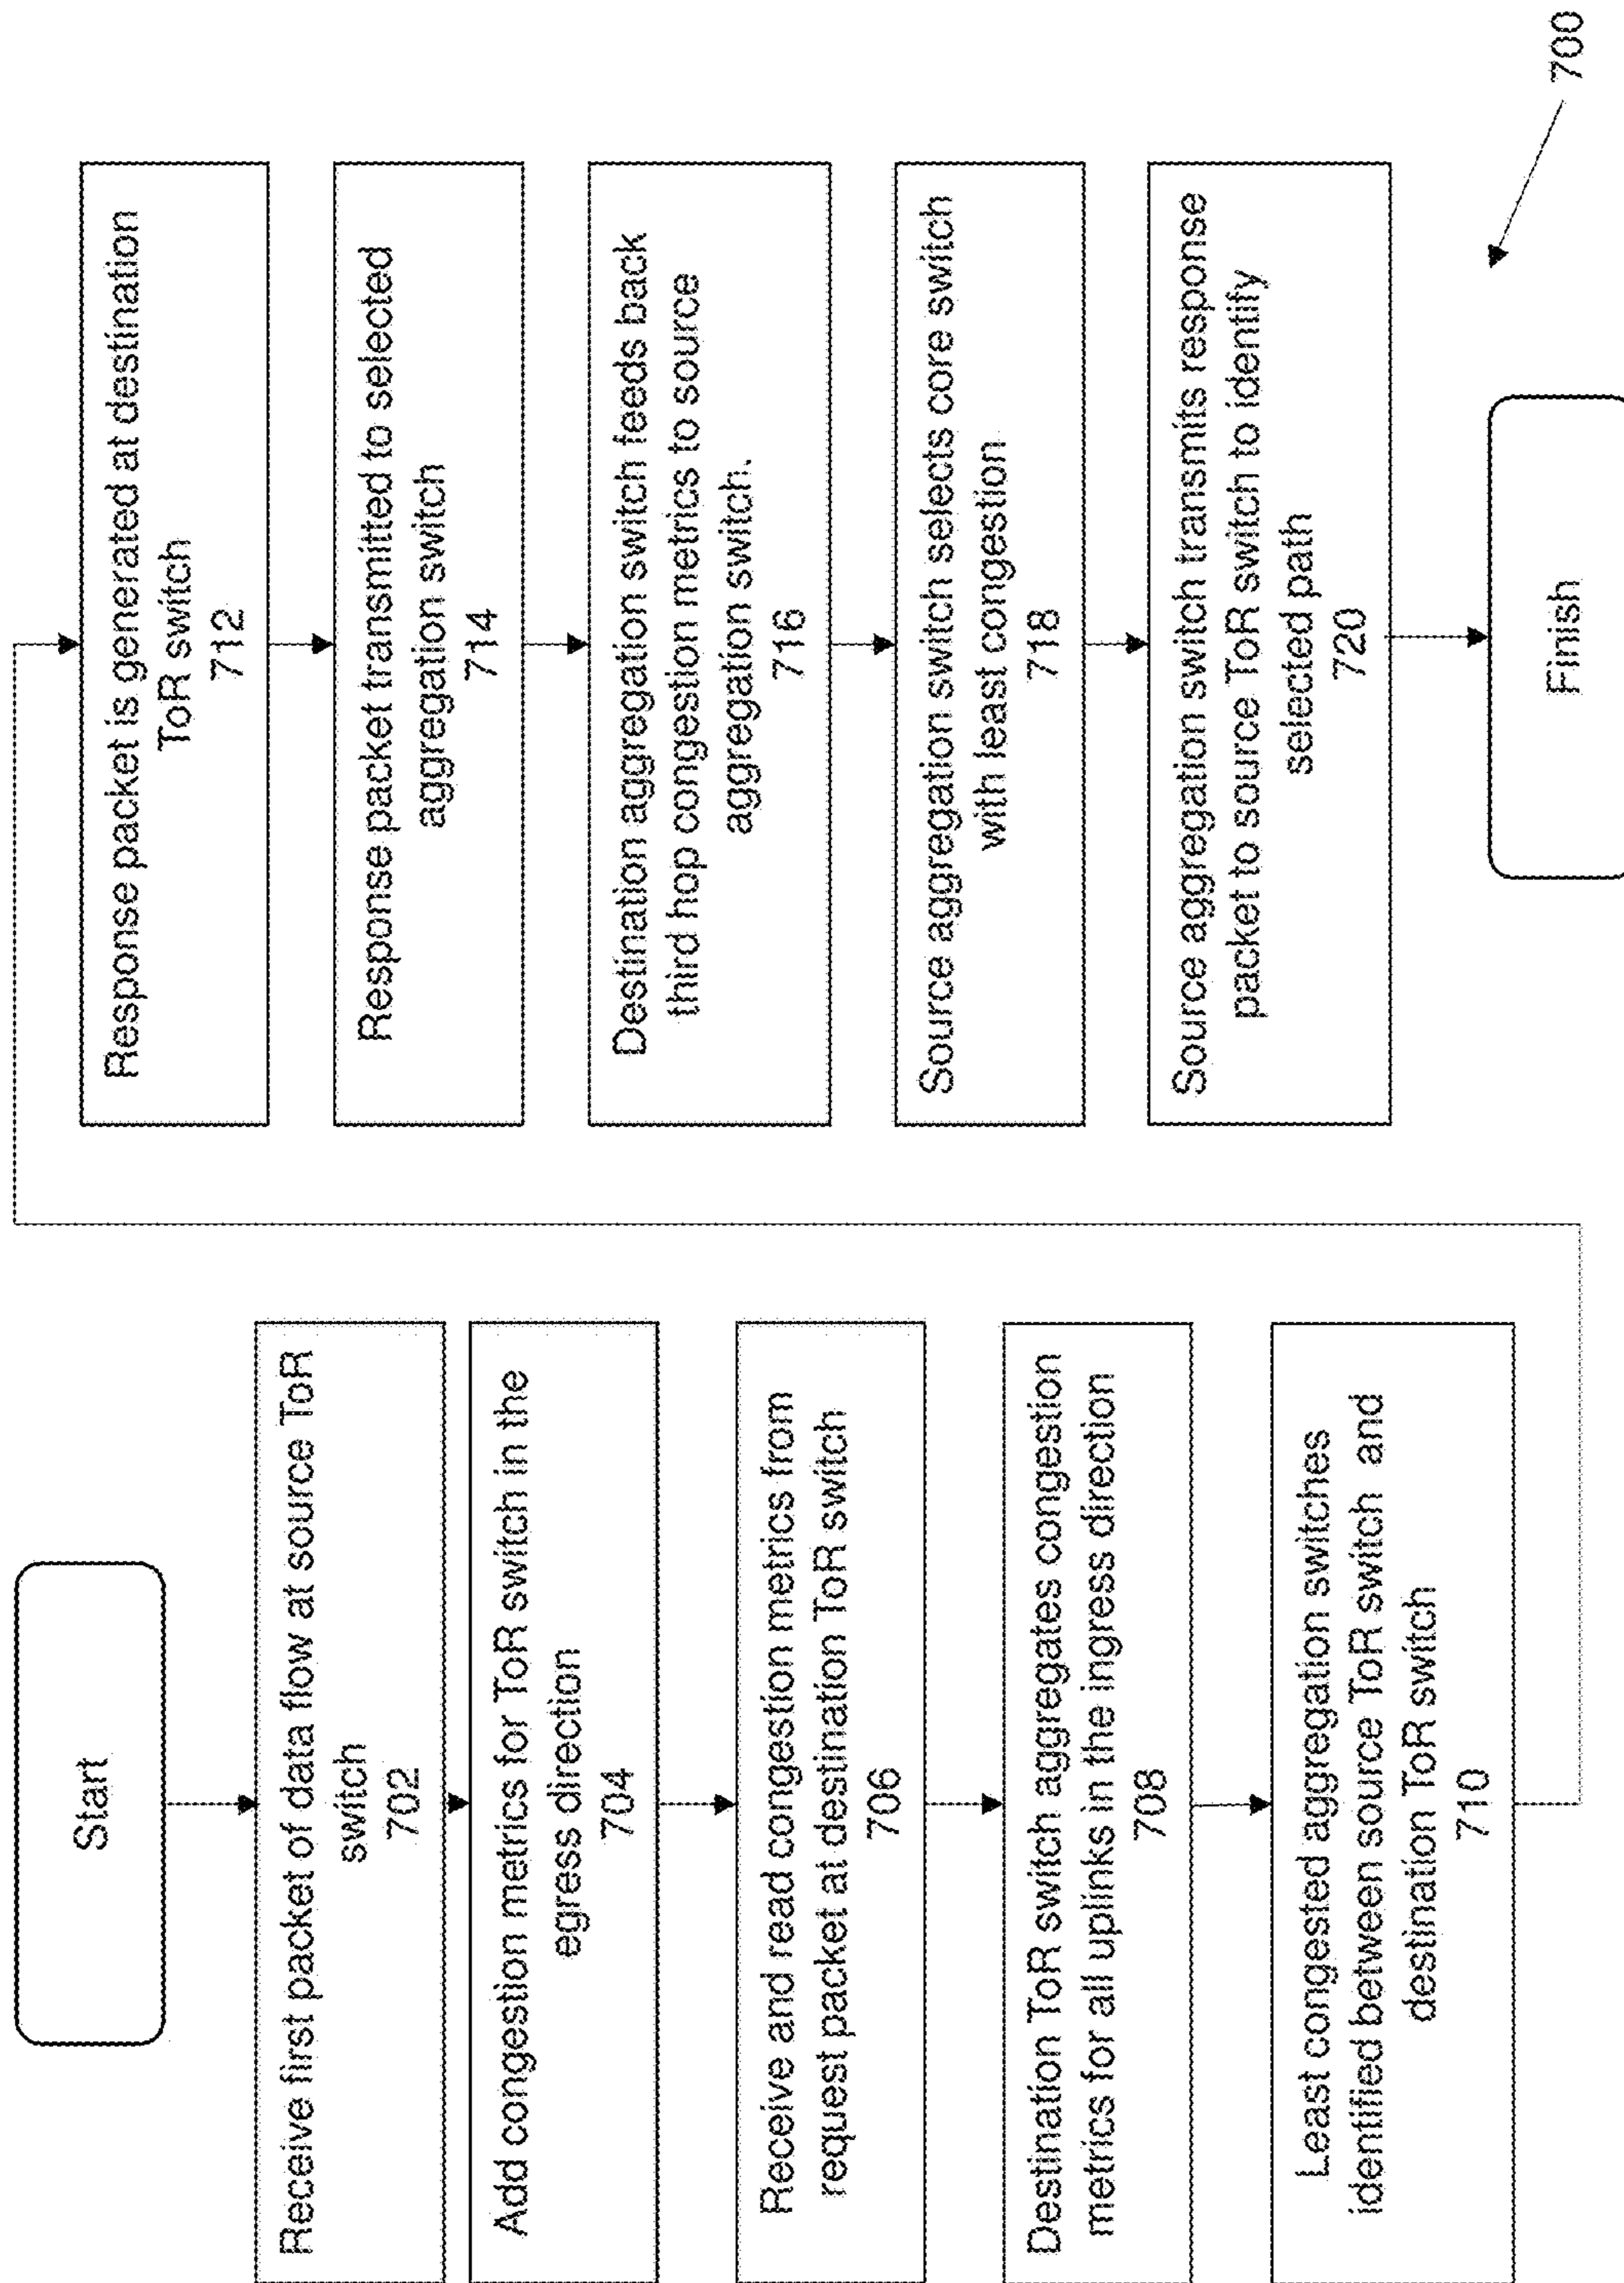 Start
Receive first packet of data flow at source ToR
switch
702
Add congestion metrics for ToR switch in the
egress direction
704
Receive and read congestion metrics from
request packet at destination ToR switch
706
Destination ToR switch aggregates congestion
metrics for all uplinks in the ingress direction
708
Least congested aggregation switches
identified between source ToR switch and
destination ToR switch
710
Response packet is generated at destination
ToR switch
712
Response packet transmitted to selected
aggregation switch
714
Destination aggregation switch feeds back
third hop congestion metrics to source
aggregation switch.
716
Source aggregation switch selects core switch
with least congestion
718
Source aggregation switch transmits response
packet to source ToR switch to identify
selected path
720
Finish
700